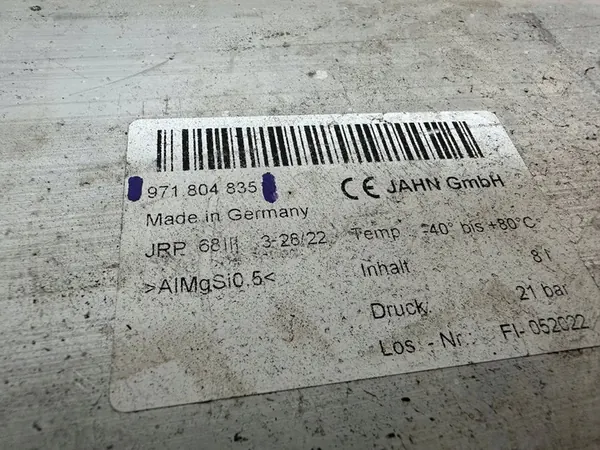 971 804 835 CE JAHN GmbH
Made in Germany
JRP 68III 3-28/22 Temp -40° bis +80°C
>AlMgSi0.5< Inhalt 8 l
Druck. 21 bar
Los.-Nr.: FI-052022